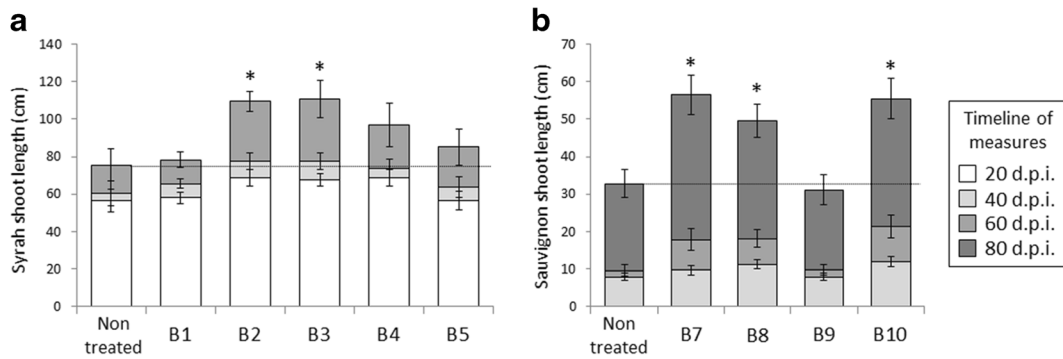 a
Syrah shoot length (cm)
140
120
100
80
60
40
20
0
* *
Non treated B1 B2 B3 B4 B5
b
Sauvignon shoot length (cm)
70
60
50
40
30
20
10
0
* * *
Non treated B7 B8 B9 B10
Timeline of
measures
20 d.p.i.
40 d.p.i.
60 d.p.i.
80 d.p.i.